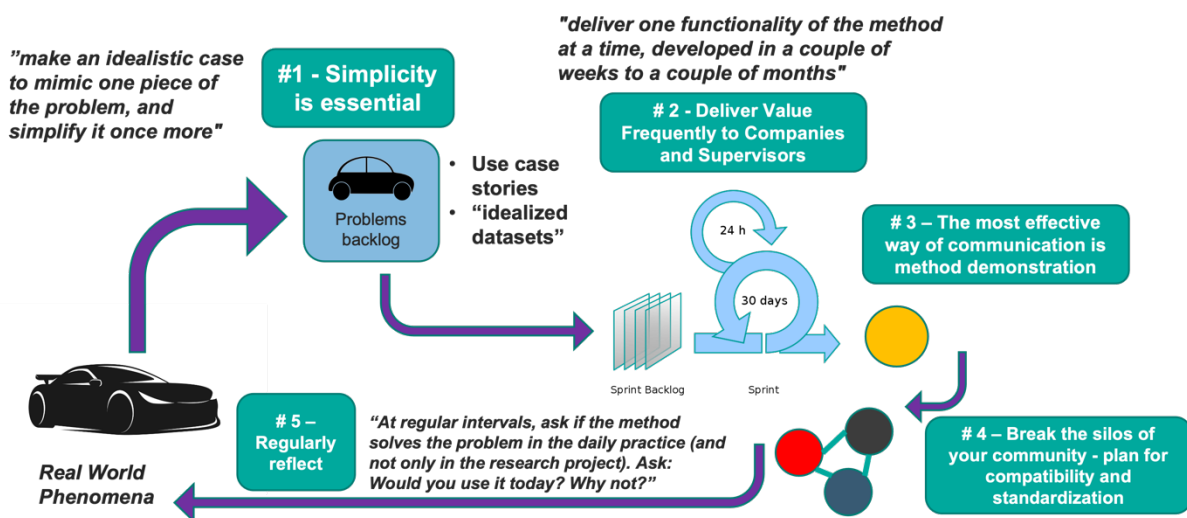 "deliver one functionality of the method
at a time, developed in a couple of
weeks to a couple of months"
”make an idealistic case
to mimic one piece of
the problem, and
simplify it once more"
#1 - Simplicity
is essential
# 2 - Deliver Value
Frequently to Companies
and Supervisors
Problems
backlog
• Use case
stories
• “idealized
datasets”
24 h
30 days
Sprint Backlog
Sprint
# 3 – The most effective
way of communication is
method demonstration
# 4 – Break the silos of
your community - plan for
compatibility and
standardization
# 5 –
Regularly
reflect
“At regular intervals, ask if the method
solves the problem in the daily practice (and
not only in the research project). Ask:
Would you use it today? Why not?”
Real World
Phenomena